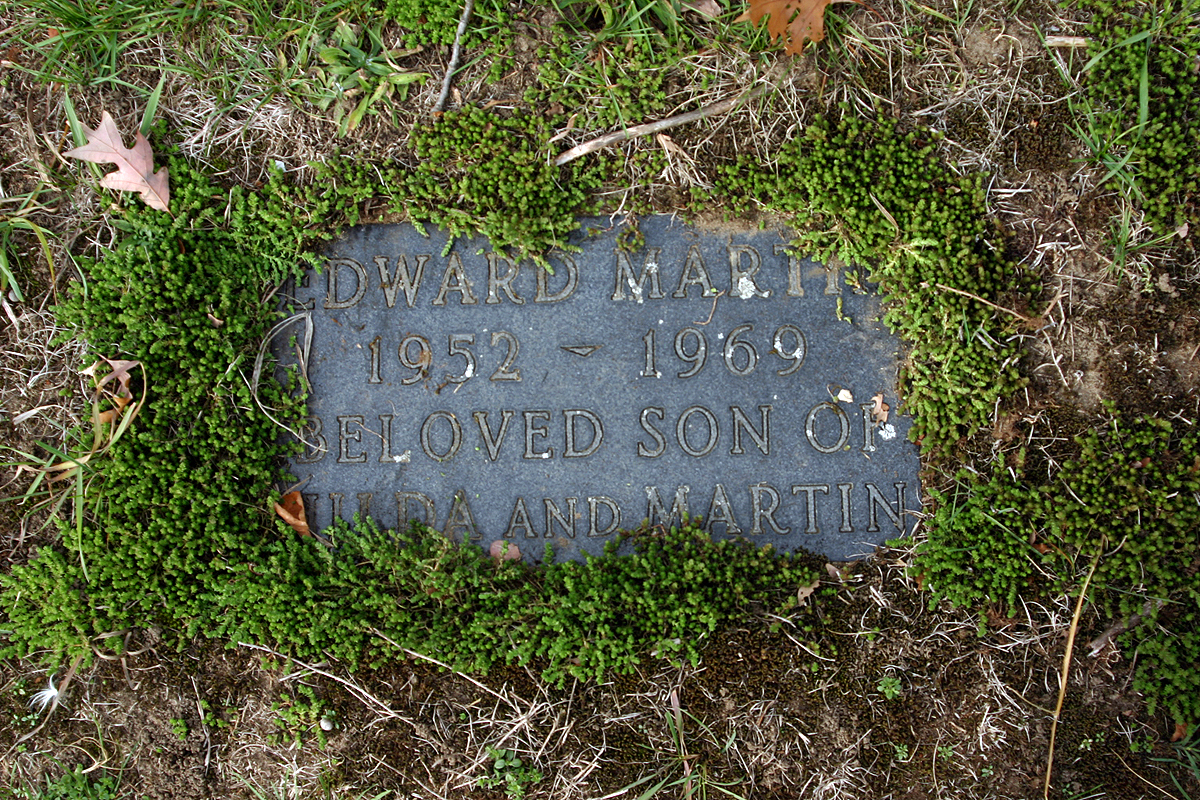 EDWARD MARTIN
1952 - 1969
BELOVED SON OF
AND MARTIN